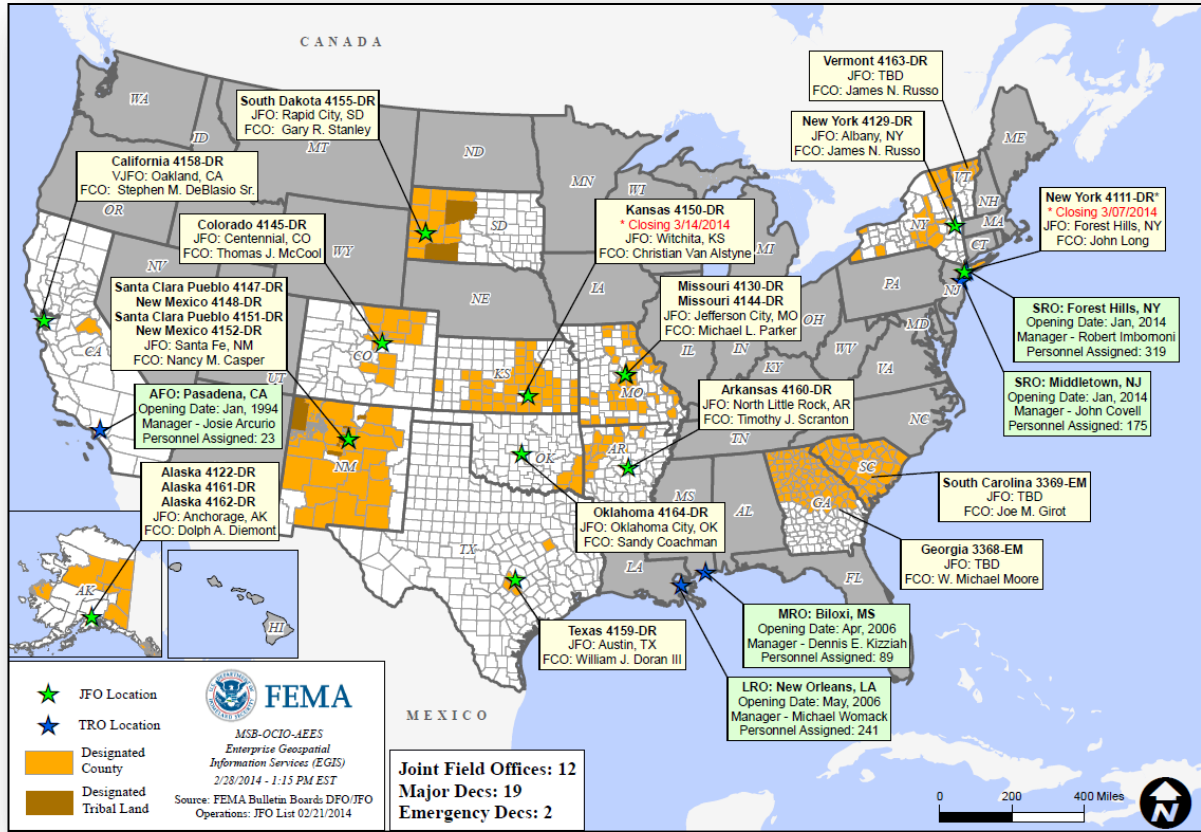 CANADA
WA
MT
ND
MN
ME
ID
OR
WY
SD
WI
MI
VT
NH
MA
NY
CT
NV
UT
NE
IA
PA
NJ
OH
MD
CA
CO
KS
MO
IL
IN
WV
VA
KY
NC
TN
NM
OK
AR
SC
MS
AL
GA
TX
LA
FL
AK
HI
MEXICO
South Dakota 4155-DR
JFO: Rapid City, SD
FCO: Gary R. Stanley
California 4158-DR
VJFO: Oakland, CA
FCO: Stephen M. DeBlasio Sr.
Colorado 4145-DR
JFO: Centennial, CO
FCO: Thomas J. McCool
Santa Clara Pueblo 4147-DR
New Mexico 4148-DR
Santa Clara Pueblo 4151-DR
New Mexico 4152-DR
JFO: Santa Fe, NM
FCO: Nancy M. Casper
AFO: Pasadena, CA
Opening Date: Jan, 1994
Manager - Josie Arcurio
Personnel Assigned: 23
Alaska 4122-DR
Alaska 4161-DR
Alaska 4162-DR
JFO: Anchorage, AK
FCO: Dolph A. Diemont
Kansas 4150-DR
* Closing 3/14/2014
JFO: Witchita, KS
FCO: Christian Van Alstyne
Missouri 4130-DR
Missouri 4144-DR
JFO: Jefferson City, MO
FCO: Michael L. Parker
Arkansas 4160-DR
JFO: North Little Rock, AR
FCO: Timothy J. Scranton
Oklahoma 4164-DR
JFO: Oklahoma City, OK
FCO: Sandy Coachman
Texas 4159-DR
JFO: Austin, TX
FCO: William J. Doran III
Vermont 4163-DR
JFO: TBD
FCO: James N. Russo
New York 4129-DR
JFO: Albany, NY
FCO: James N. Russo
New York 4111-DR*
* Closing 3/07/2014
JFO: Forest Hills, NY
FCO: John Long
SRO: Forest Hills, NY
Opening Date: Jan, 2014
Manager - Robert Imbomoni
Personnel Assigned: 319
SRO: Middletown, NJ
Opening Date: Jan, 2014
Manager - John Covell
Personnel Assigned: 175
South Carolina 3369-EM
JFO: TBD
FCO: Joe M. Girot
Georgia 3368-EM
JFO: TBD
FCO: W. Michael Moore
MRO: Biloxi, MS
Opening Date: Apr, 2006
Manager - Dennis E. Kizziah
Personnel Assigned: 89
LRO: New Orleans, LA
Opening Date: May, 2006
Manager - Michael Womack
Personnel Assigned: 241
JFO Location
TRO Location
Designated
County
Designated
Tribal Land
FEMA
MSB-OCIO-AEES
Enterprise Geospatial
Information Services (EGIS)
2/28/2014 - 1:15 PM EST
Source: FEMA Bulletin Boards DFO/JFO
Operations: JFO List 02/21/2014
Joint Field Offices: 12
Major Decs: 19
Emergency Decs: 2
0 200 400 Miles
N